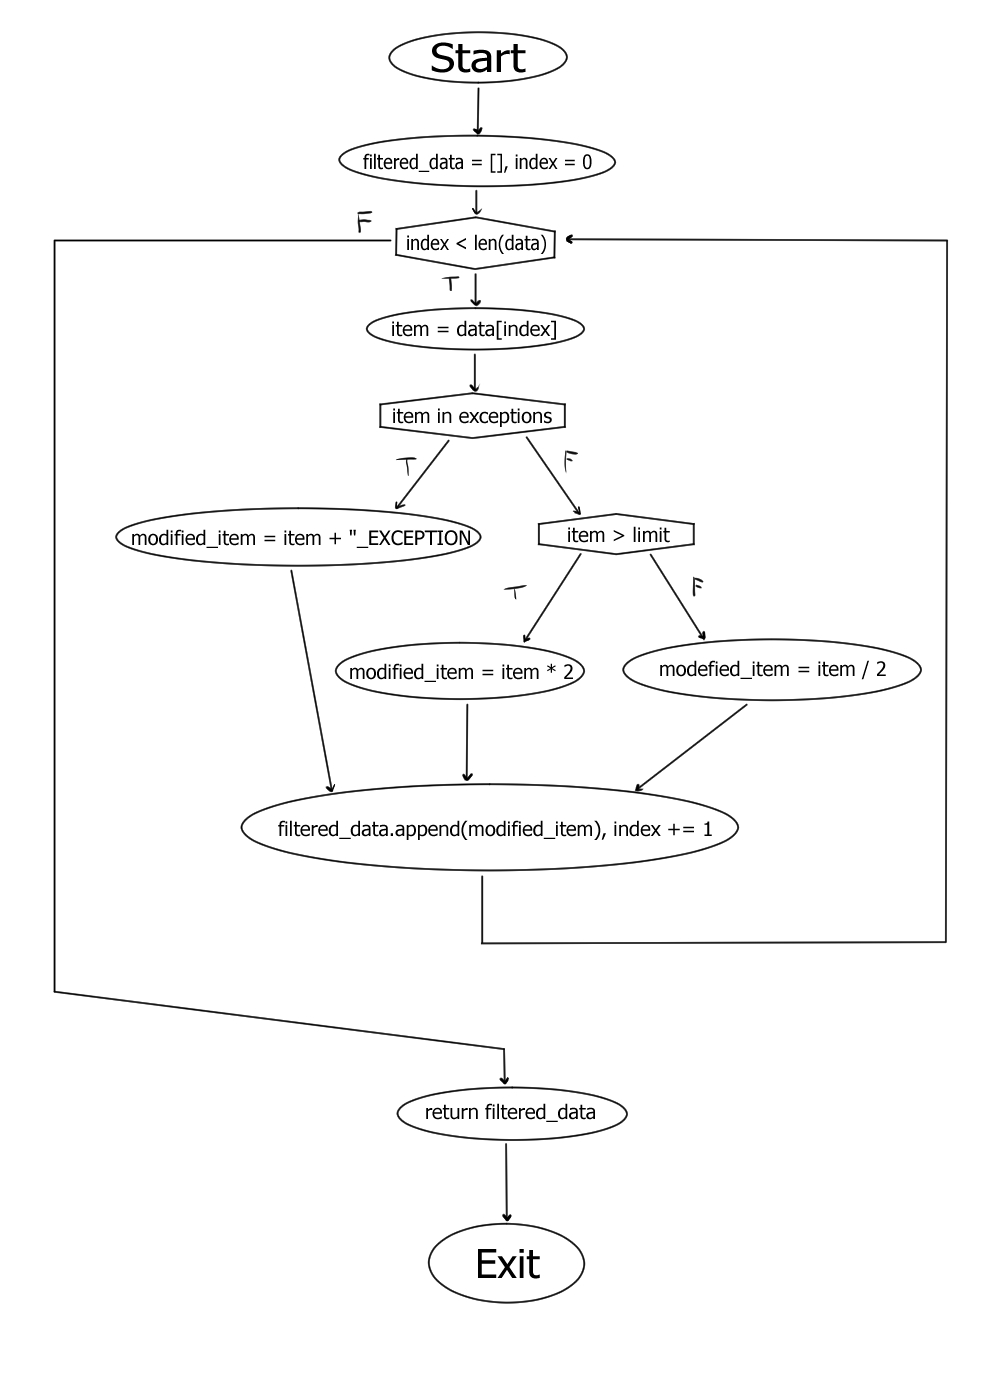 Start
filtered_data = [], index = 0
F
index < len(data)
T
item = data[index]
item in exceptions
T
F
modified_item = item + "_EXCEPTION
item > limit
T
F
modified_item = item * 2
modefied_item = item / 2
filtered_data.append(modified_item), index += 1
return filtered_data
Exit